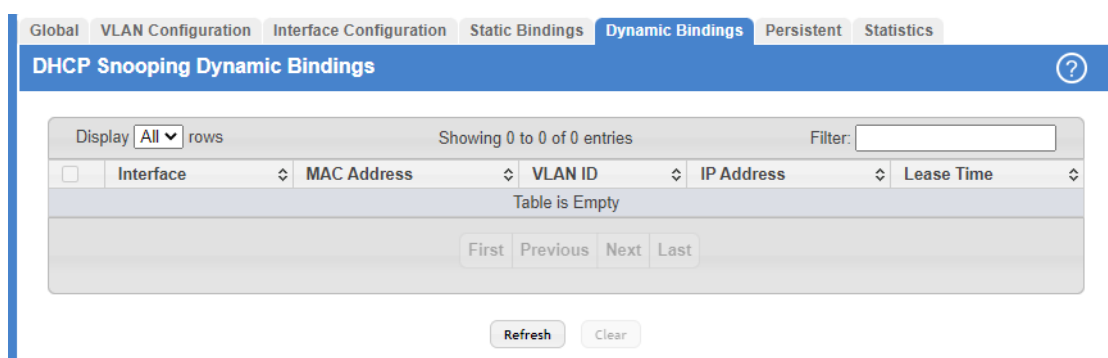 Global VLAN Configuration Interface Configuration Static Bindings Dynamic Bindings Persistent Statistics
DHCP Snooping Dynamic Bindings ?
Display All rows Showing 0 to 0 of 0 entries Filter:
Interface MAC Address VLAN ID IP Address Lease Time
Table is Empty
First Previous Next Last
Refresh Clear